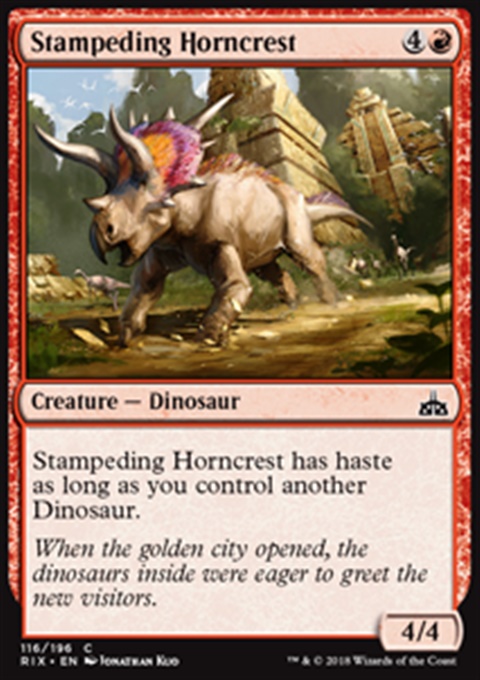 Stampeding Horncrest 4
Creature — Dinosaur
Stampeding Horncrest has haste
as long as you control another
Dinosaur.
When the golden city opened, the
dinosaurs inside were eager to greet the
new visitors.
4/4
116/196 C
RIX • EN Jonathan Kuo
™ & © 2018 Wizards of the Coast